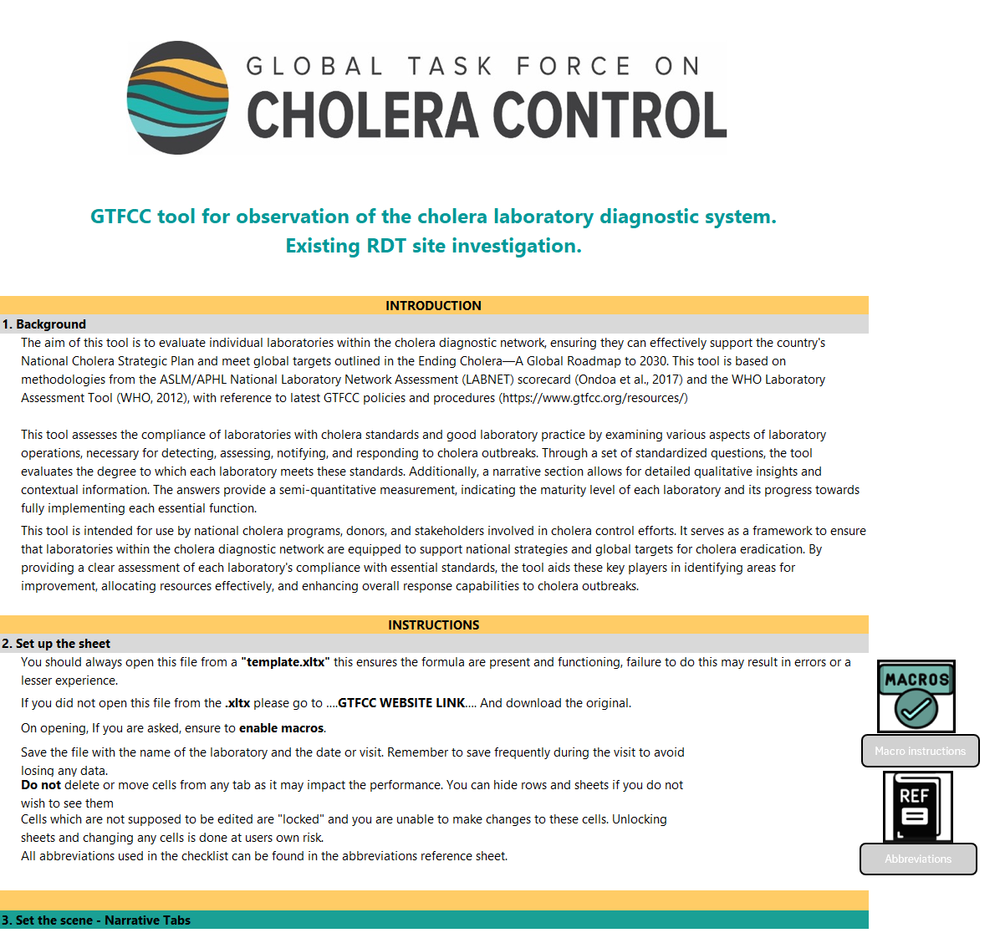 GLOBAL TASK FORCE ON
CHOLERA CONTROL
GTFCC tool for observation of the cholera laboratory diagnostic system.
Existing RDT site investigation.
INTRODUCTION
1. Background
The aim of this tool is to evaluate individual laboratories within the cholera diagnostic network, ensuring they can effectively support the country's
National Cholera Strategic Plan and meet global targets outlined in the Ending Cholera—A Global Roadmap to 2030. This tool is based on
methodologies from the ASLM/APHL National Laboratory Network Assessment (LABNET) scorecard (Ondoa et al., 2017) and the WHO Laboratory
Assessment Tool (WHO, 2012), with reference to latest GTFCC policies and procedures (https://www.gtfcc.org/resources/)
This tool assesses the compliance of laboratories with cholera standards and good laboratory practice by examining various aspects of laboratory
operations, necessary for detecting, assessing, notifying, and responding to cholera outbreaks. Through a set of standardized questions, the tool
evaluates the degree to which each laboratory meets these standards. Additionally, a narrative section allows for detailed qualitative insights and
contextual information. The answers provide a semi-quantitative measurement, indicating the maturity level of each laboratory and its progress towards
fully implementing each essential function.
This tool is intended for use by national cholera programs, donors, and stakeholders involved in cholera control efforts. It serves as a framework to ensure
that laboratories within the cholera diagnostic network are equipped to support national strategies and global targets for cholera eradication. By
providing a clear assessment of each laboratory's compliance with essential standards, the tool aids these key players in identifying areas for
improvement, allocating resources effectively, and enhancing overall response capabilities to cholera outbreaks.
INSTRUCTIONS
2. Set up the sheet
You should always open this file from a "template.xltx" this ensures the formula are present and functioning, failure to do this may result in errors or a
lesser experience.
If you did not open this file from the .xltx please go to ....GTFCC WEBSITE LINK.... And download the original.
On opening, If you are asked, ensure to enable macros.
Save the file with the name of the laboratory and the date or visit. Remember to save frequently during the visit to avoid
losing any data.
Do not delete or move cells from any tab as it may impact the performance. You can hide rows and sheets if you do not
wish to see them
Cells which are not supposed to be edited are "locked" and you are unable to make changes to these cells. Unlocking
sheets and changing any cells is done at users own risk.
All abbreviations used in the checklist can be found in the abbreviations reference sheet.
MACROS
Macro instructions
REF
Abbreviations
3. Set the scene - Narrative Tabs